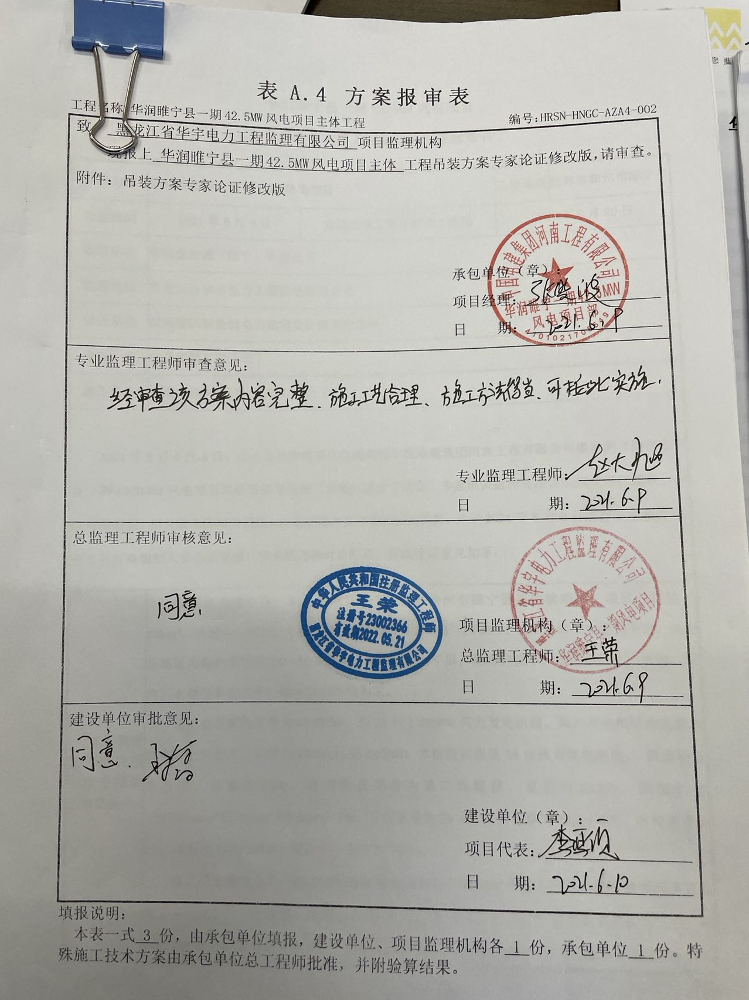 表 A.4 方案报审表
工程名称 华润睢宁县一期42.5MW风电项目主体工程
编号:HRSN-HNGC-AZA4-002
致 黑龙江省华宇电力工程监理有限公司 项目监理机构
现报上 华润睢宁县一期42.5MW风电项目主体 工程吊装方案专家论证修改版,请审查。
附件：吊装方案专家论证修改版
中国电建集团河南工程有限公司
华润睢宁一期42.5MW
风电项目部
承包单位（章）:
项目经理:
日 期: 2021.6.9
专业监理工程师审查意见:
经审查该方案内容完整、施工工艺合理、施工方法得当、可按此实施.
专业监理工程师:
日 期: 2021.6.9
总监理工程师审核意见:
同意
中华人民共和国注册监理工程师
王荣
注册号23002366
有效期2022.05.21
黑龙江省华宇电力工程监理有限公司
黑龙江省华宇电力工程监理有限公司
项目监理机构（章）:
总监理工程师: 王荣
日 期: 2021.6.9
建设单位审批意见:
同意.
建设单位（章）:
项目代表:
日 期: 2021.6.10
填报说明:
本表一式 3 份，由承包单位填报，建设单位、项目监理机构各 1 份，承包单位 1 份。特
殊施工技术方案由承包单位总工程师批准，并附验算结果。